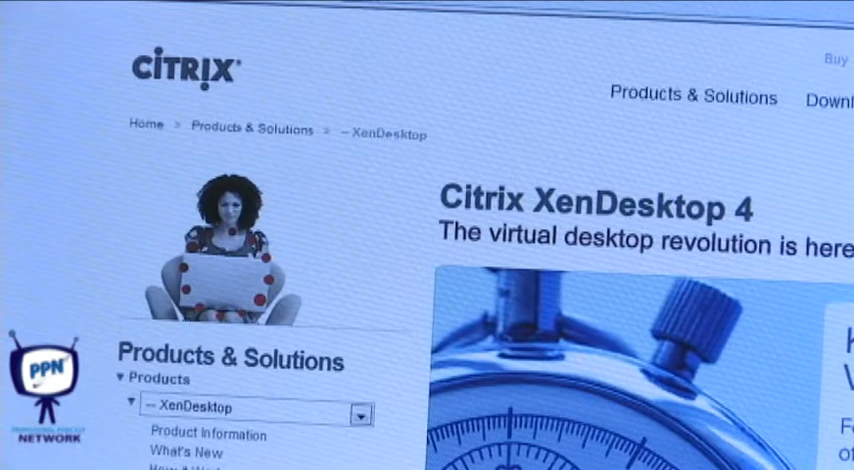 Buy
CiTRIX
Products & Solutions
Downl
Home » Products & Solutions » – XenDesktop
Citrix XenDesktop 4
The virtual desktop revolution is here
Products & Solutions
Products
– XenDesktop
Product Information
What's New
PPN
NETWORK